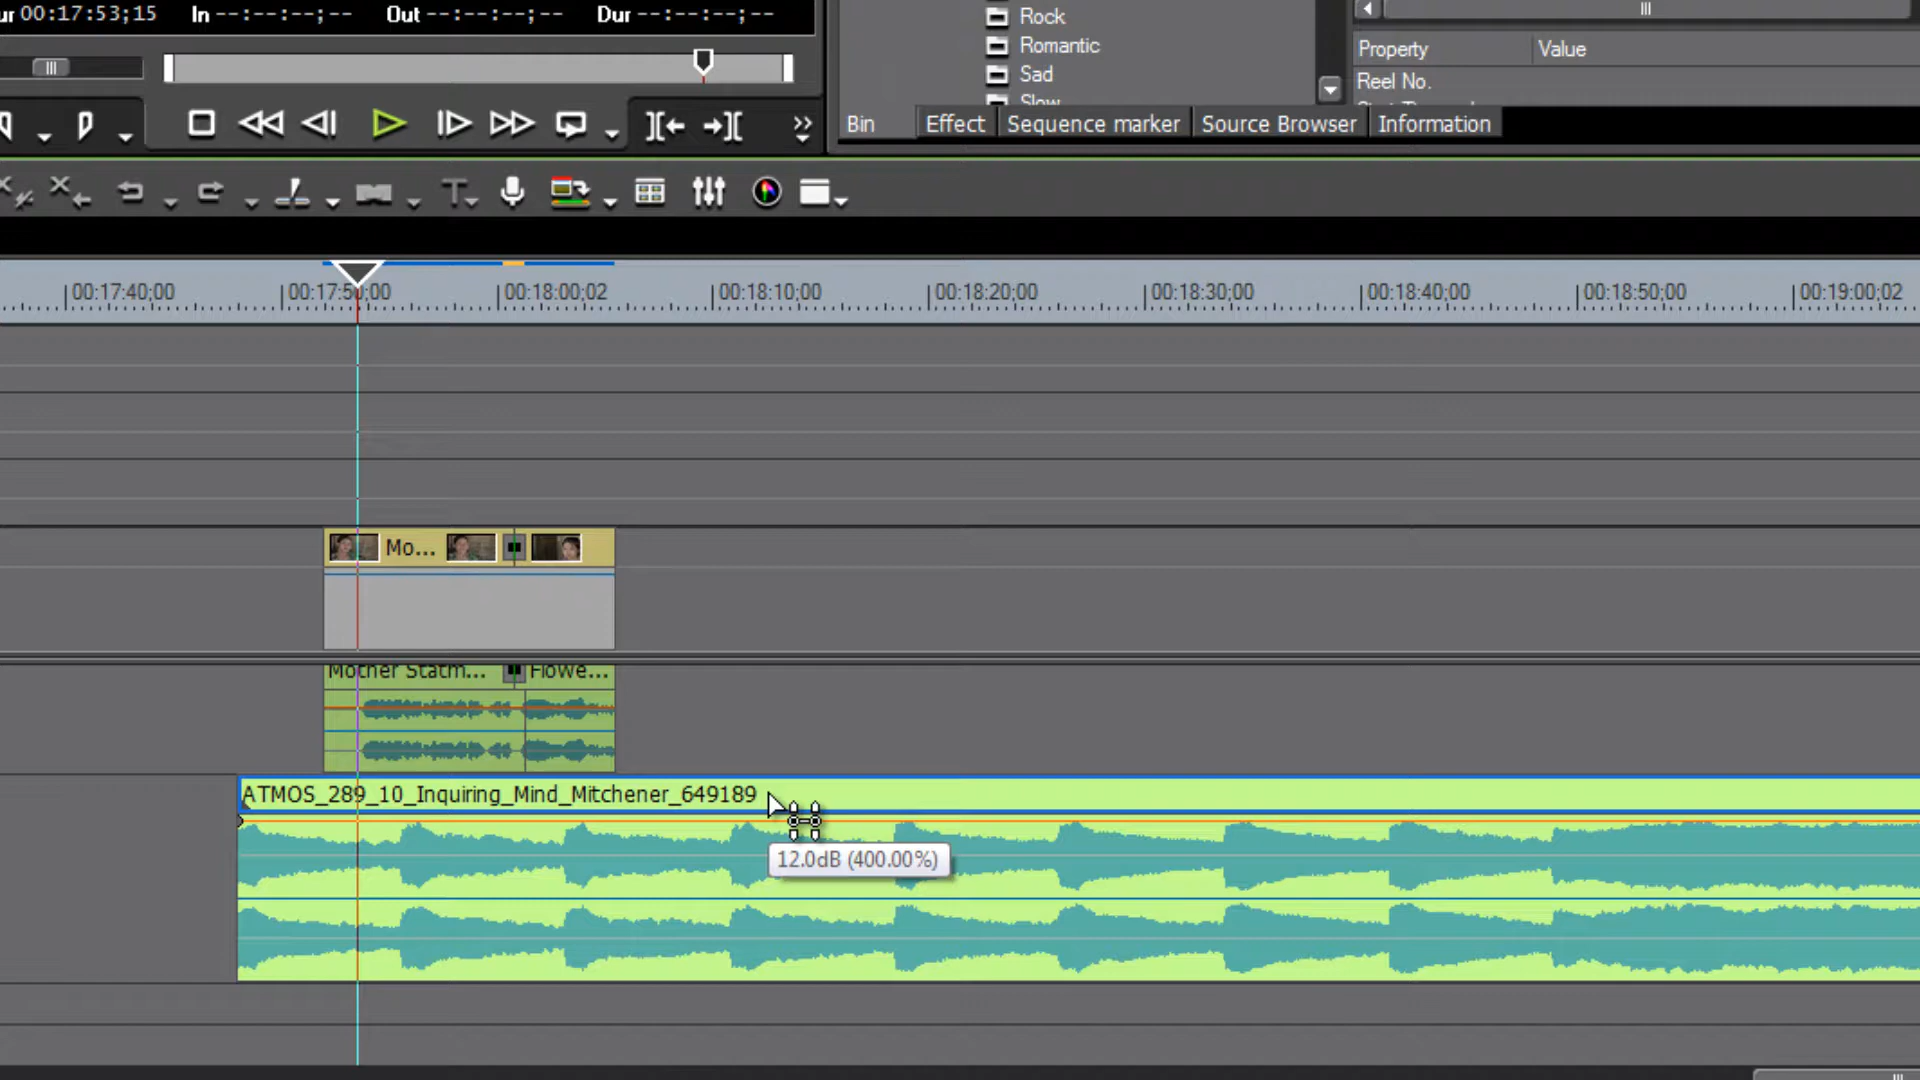 ur 00:17:53;15 In --:--:--;-- Out --:--:--;-- Dur --:--:--;--
Rock
Romantic
Sad
Slow
Property Value
Reel No.
Bin Effect Sequence marker Source Browser Information
00:17:40;00 00:17:50;00 00:18:00;02 00:18:10;00 00:18:20;00 00:18:30;00 00:18:40;00 00:18:50;00 00:19:00;02
Mo...
Mother Statm... Flowe...
ATMOS_289_10_Inquiring_Mind_Mitchener_649189
12.0dB (400.00%)